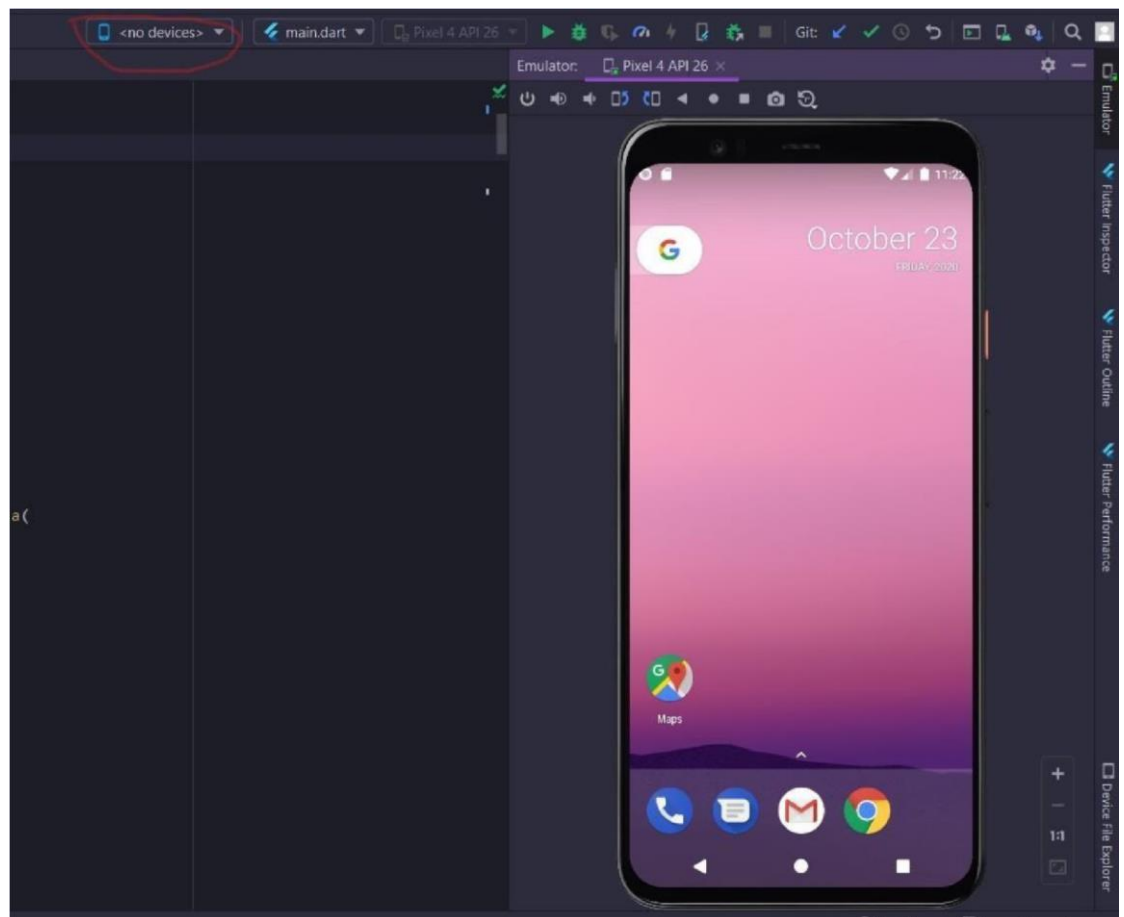 <no devices> main.dart Pixel 4 API 26 Git:
Emulator: Pixel 4 API 26
Emulator
Flutter Inspector
Flutter Outline
Flutter Performance
Device File Explorer
11:22
G
October 23
FRIDAY, 2020
a(
G
Maps
1:1